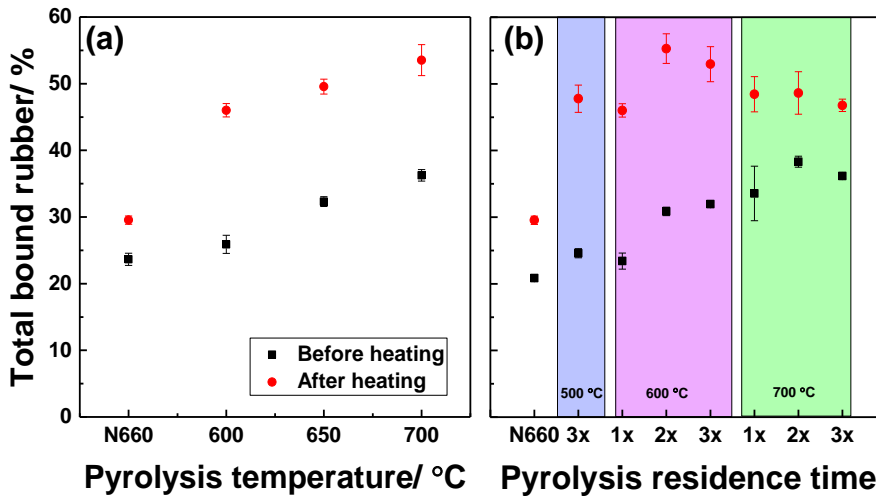 (a)
(b)
Total bound rubber/ %
60
50
40
30
20
10
0
Before heating
After heating
500 °C
600 °C
700 °C
N660 600 650 700
N660 3x 1x 2x 3x 1x 2x 3x
Pyrolysis temperature/ °C
Pyrolysis residence time